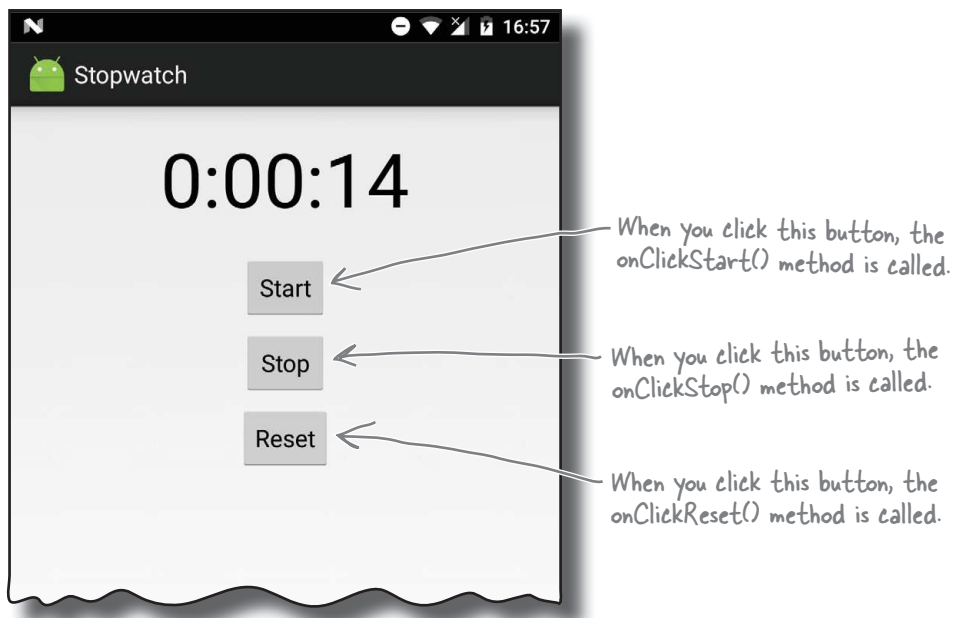 16:57
Stopwatch
0:00:14
When you click this button, the
onClickStart() method is called.
Start
When you click this button, the
onClickStop() method is called.
Stop
When you click this button, the
onClickReset() method is called.
Reset